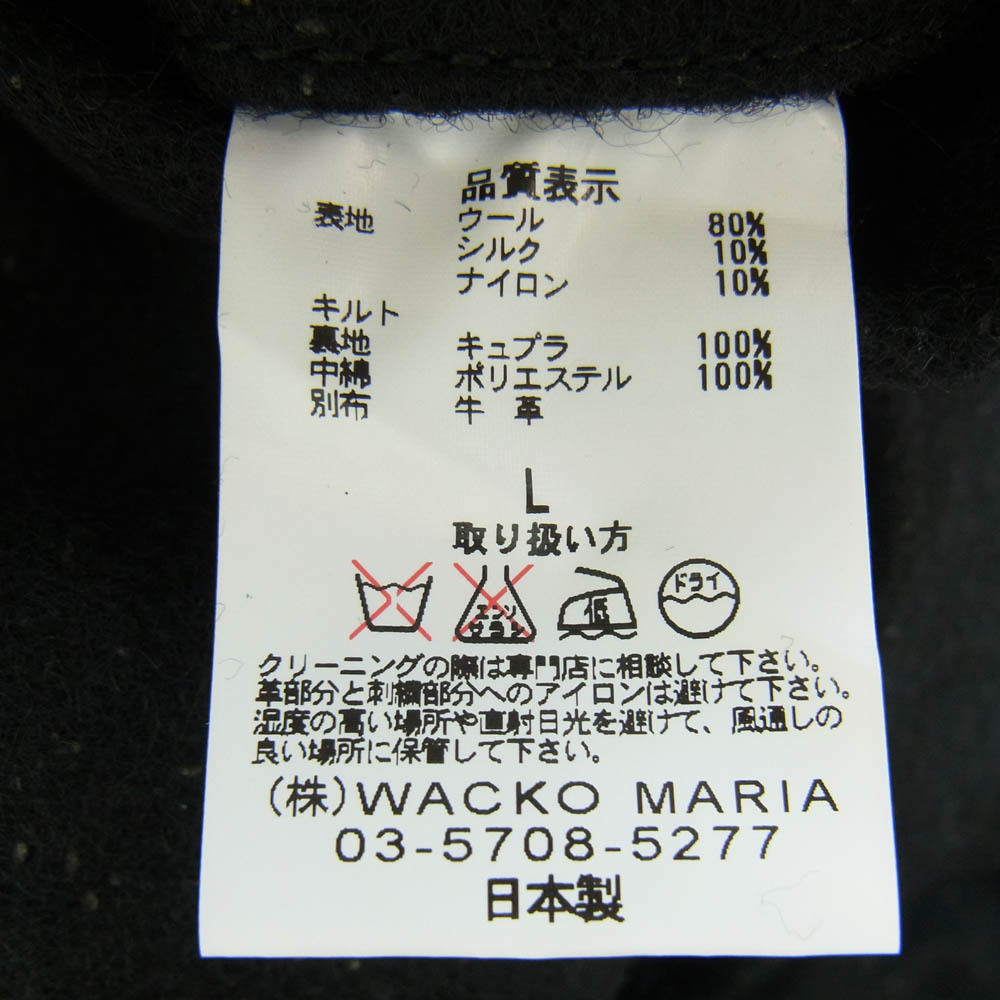 品質表示
表地 ウール 80%
シルク 10%
ナイロン 10%
キルト
裏地 キュプラ 100%
中綿 ポリエステル 100%
別布 牛 革
L
取り扱い方
エンソ サラシ 低 ドライ
クリーニングの際は専門店に相談して下さい。
革部分と刺繍部分へのアイロンは避けて下さい。
湿度の高い場所や直射日光を避けて、風通しの
良い場所に保管して下さい。
(株)WACKO MARIA
03-5708-5277
日本製